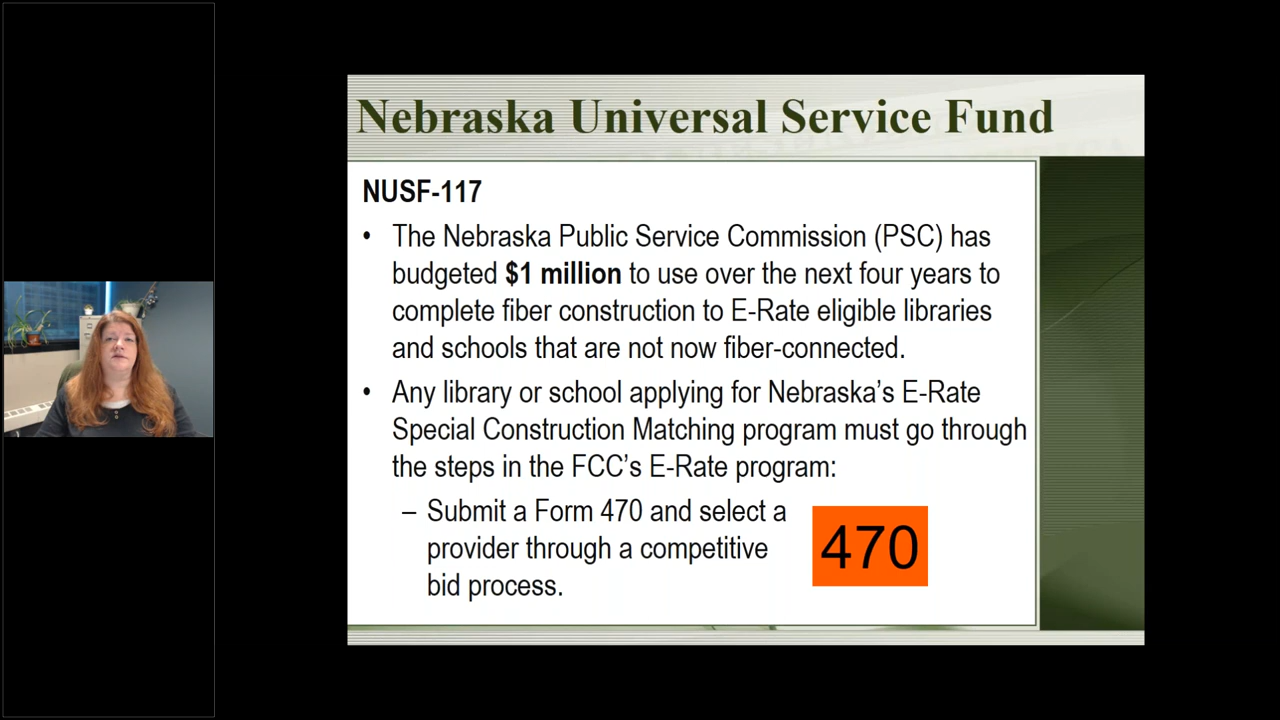 Nebraska Universal Service Fund
NUSF-117
• The Nebraska Public Service Commission (PSC) has
budgeted $1 million to use over the next four years to
complete fiber construction to E-Rate eligible libraries
and schools that are not now fiber-connected.
• Any library or school applying for Nebraska’s E-Rate
Special Construction Matching program must go through
the steps in the FCC’s E-Rate program:
– Submit a Form 470 and select a
provider through a competitive
bid process.
470